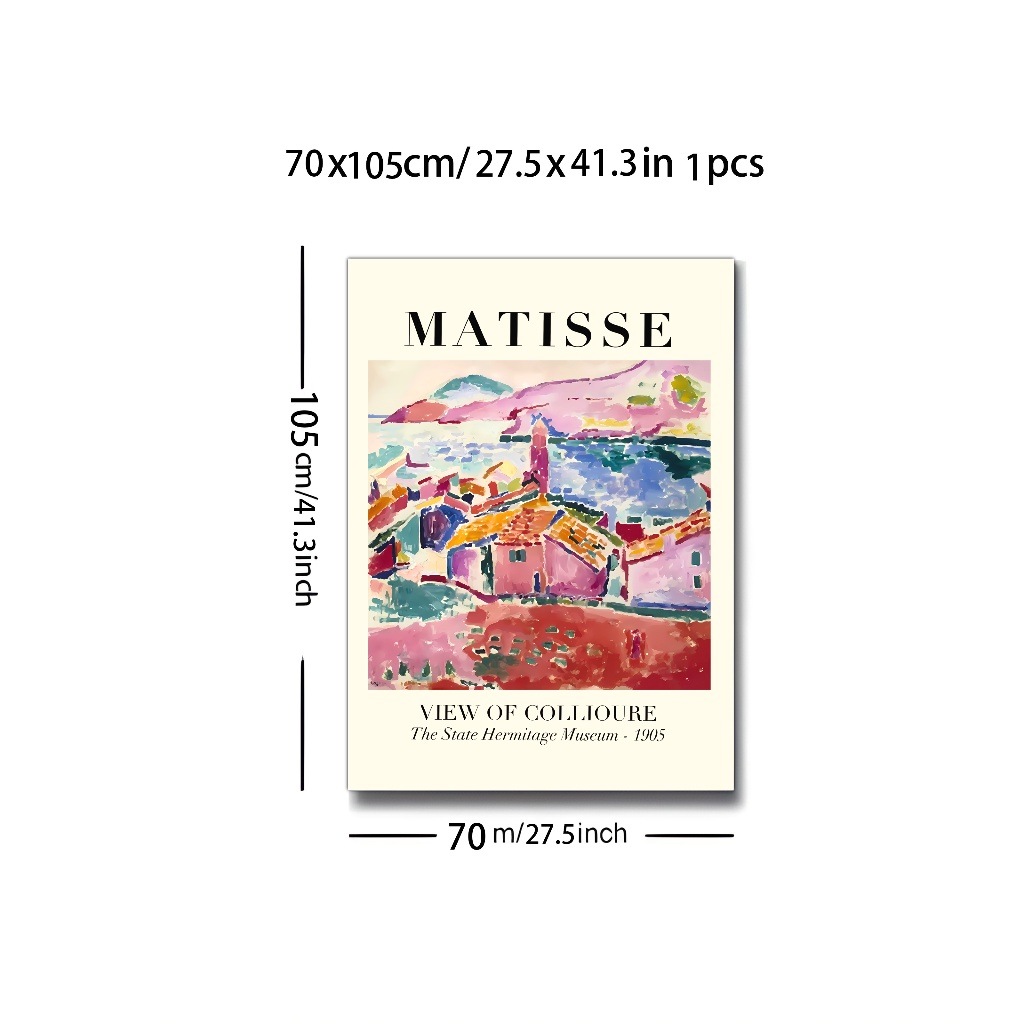 70x105cm/27.5x41.3in 1pcs
MATISSE
105cm/41.3inch
VIEW OF COLLIOURE
The State Hermitage Museum - 1905
70 m/27.5inch